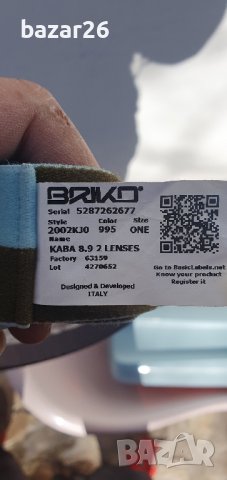 bazar26
BRIKO
Serial 5287262677
Style Color Size
2002KJ0 995 ONE
Name
KABA 8.9 2 LENSES
Factory 63159
Lot 4270652
Go to BasicLabels.net
Know your product
Register it
Designed & Developed
ITALY
BAZAR
.bg